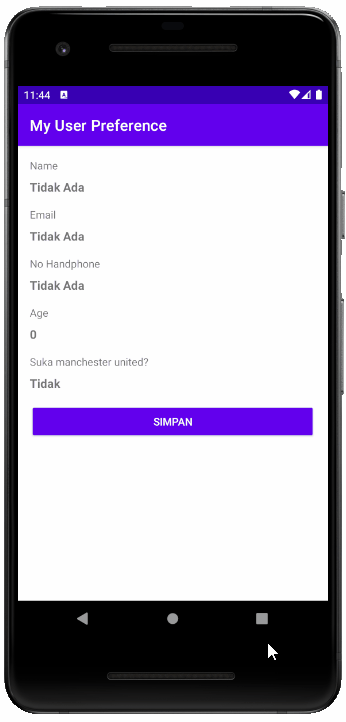 11:44
My User Preference
Name
Tidak Ada
Email
Tidak Ada
No Handphone
Tidak Ada
Age
0
Suka manchester united?
Tidak
SIMPAN